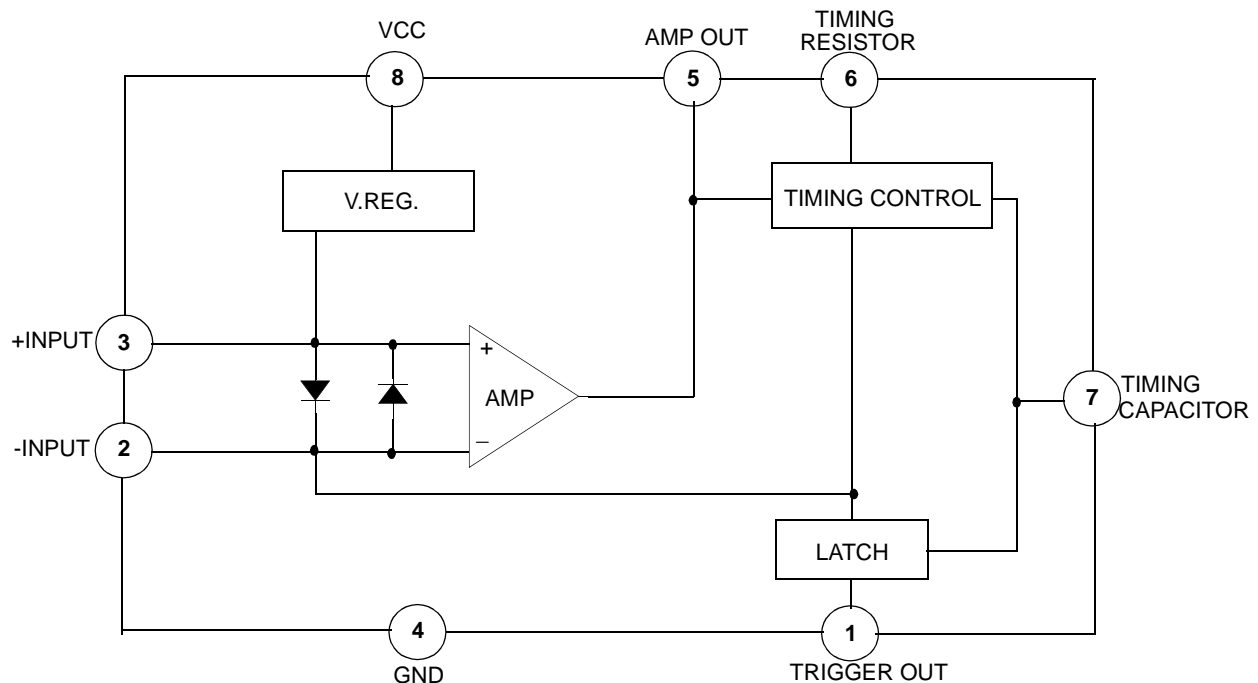 VCC
8
AMP OUT
5
TIMING
RESISTOR
6
V.REG.
TIMING CONTROL
+INPUT
3
+
AMP
–
-INPUT
2
7
TIMING
CAPACITOR
LATCH
4
GND
1
TRIGGER OUT